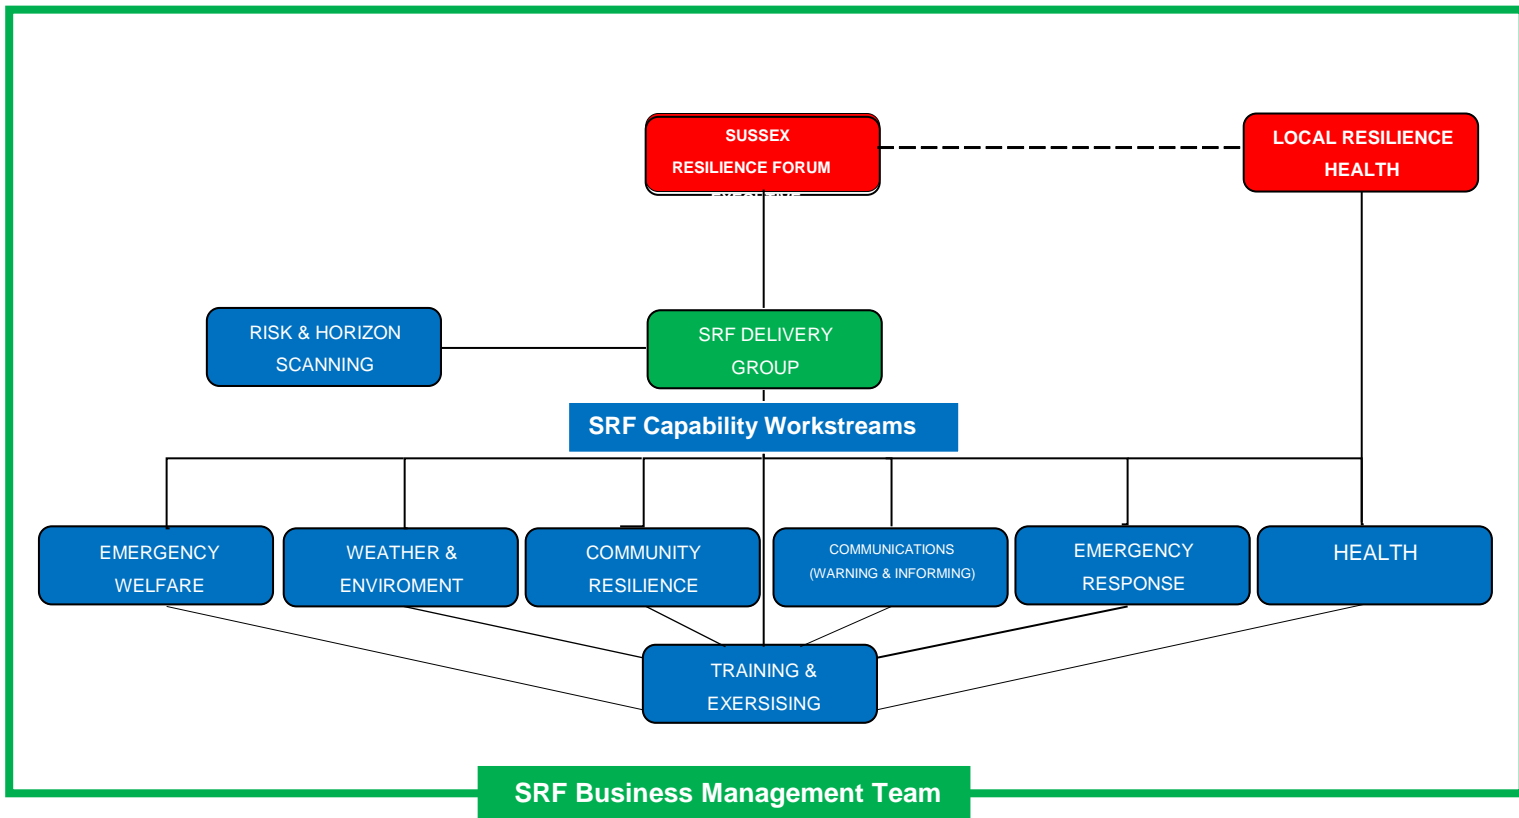 SUSSEX
RESILIENCE FORUM
EXECUTIVE
LOCAL RESILIENCE
HEALTH
RISK & HORIZON
SCANNING
SRF DELIVERY
GROUP
SRF Capability Workstreams
EMERGENCY
WELFARE
WEATHER &
ENVIROMENT
COMMUNITY
RESILIENCE
COMMUNICATIONS
(WARNING & INFORMING)
EMERGENCY
RESPONSE
HEALTH
TRAINING &
EXERSISING
SRF Business Management Team